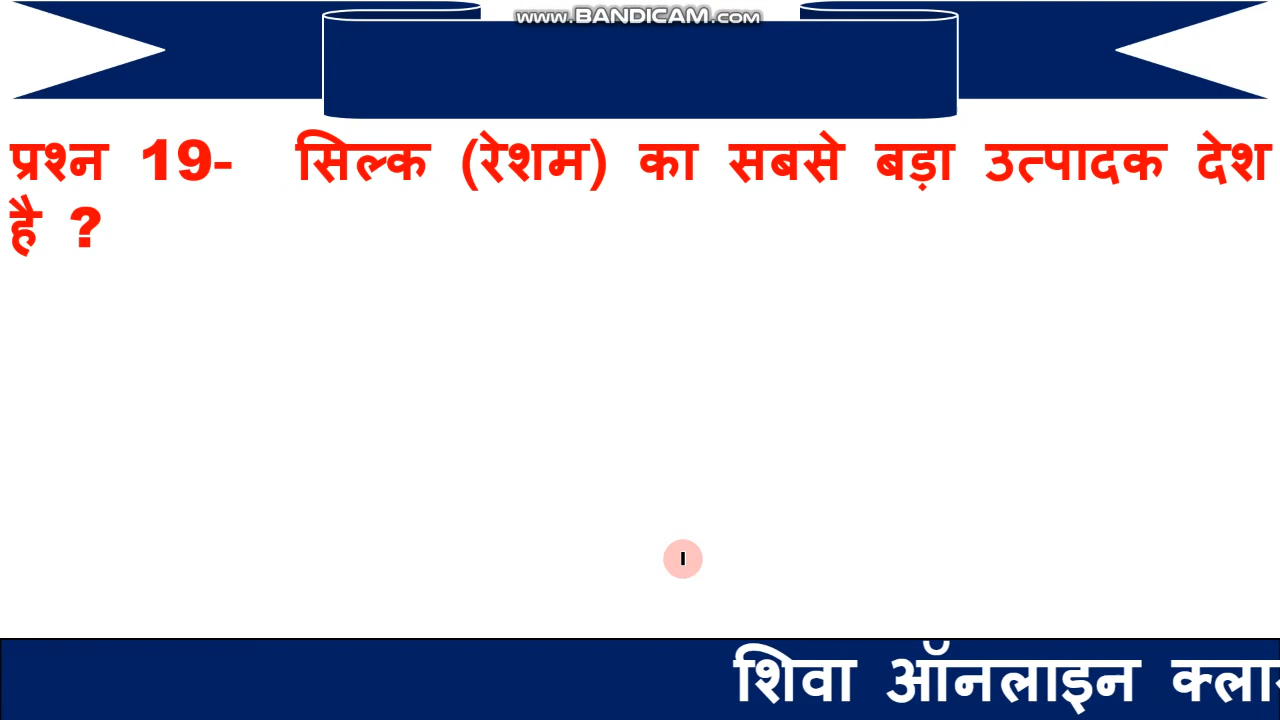 www.BANDICAM.com
प्रश्न 19- सिल्क (रेशम) का सबसे बड़ा उत्पादक देश
है ?
शिवा ऑनलाइन